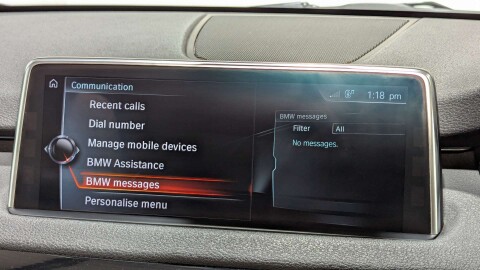 Communication
1:18 pm
Recent calls
Dial number
Manage mobile devices
BMW Assistance
BMW messages
Personalise menu
BMW messages
Filter All
No messages.